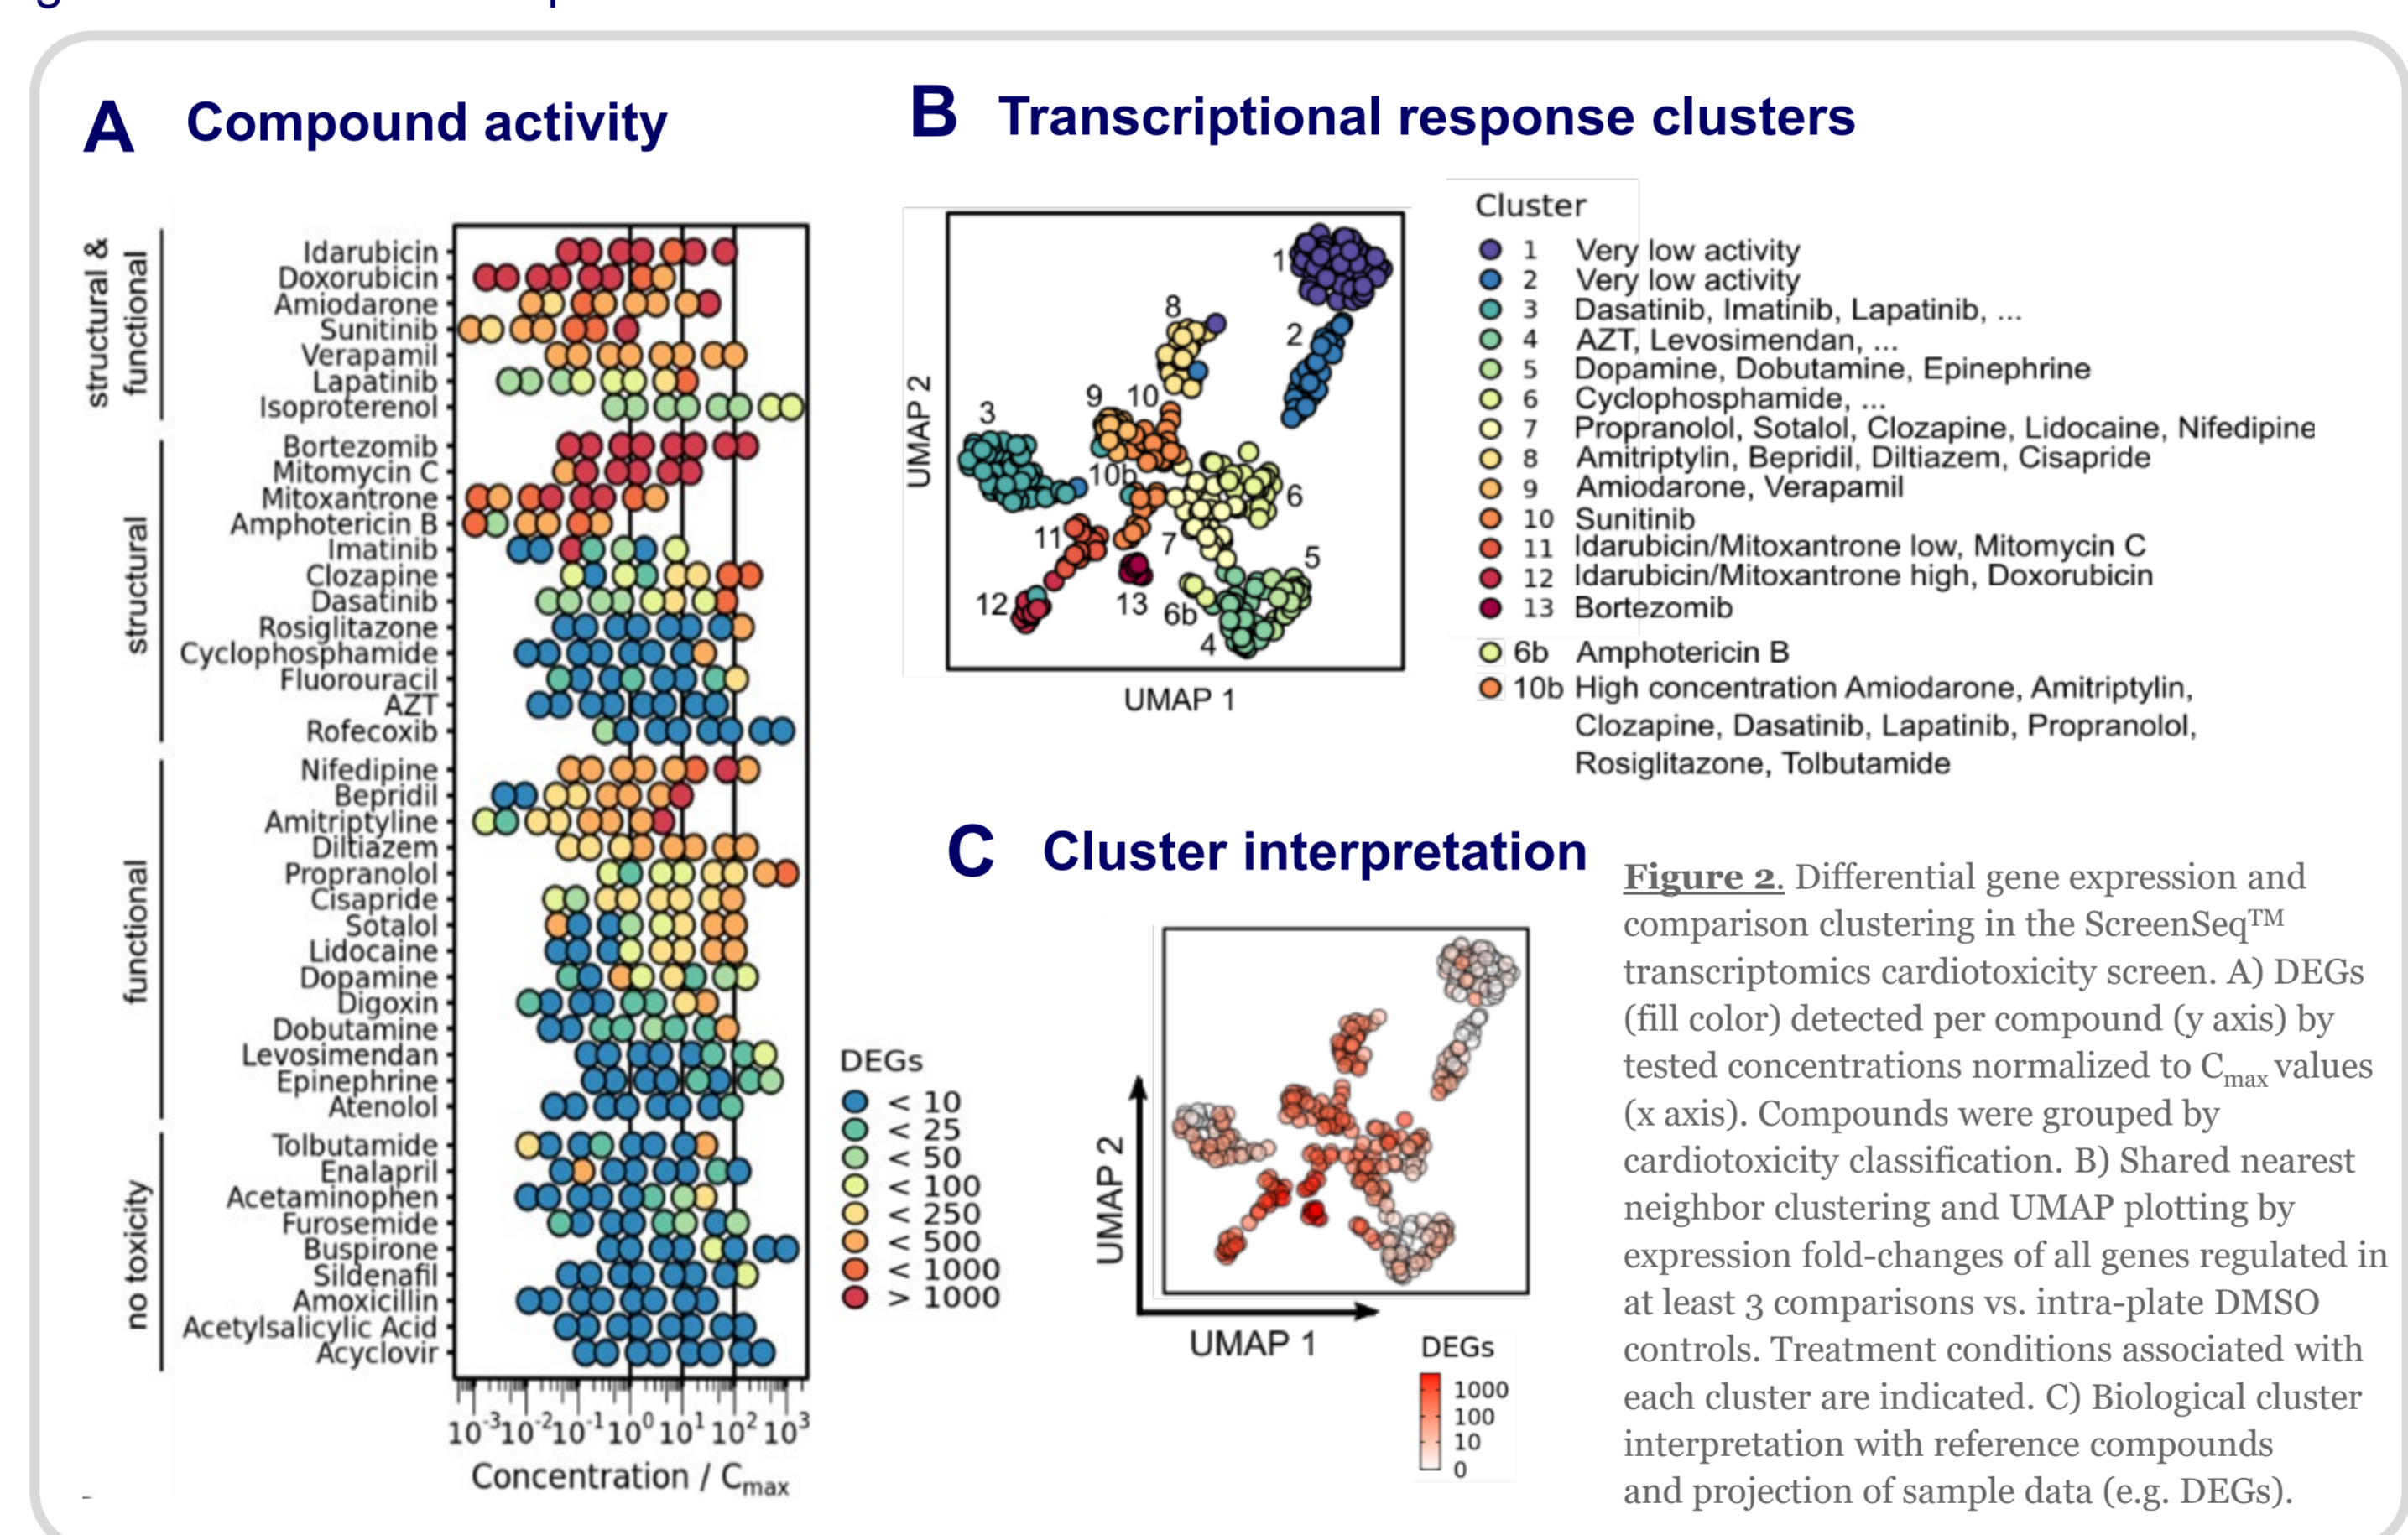 A Compound activity
structural &
functional
Idarubicin
Doxorubicin
Amiodarone
Sunitinib
Verapamil
Lapatinib
Isoproterenol
structural
Bortezomib
Mitomycin C
Mitoxantrone
Amphotericin B
Imatinib
Clozapine
Dasatinib
Rosiglitazone
Cyclophosphamide
Fluorouracil
AZT
Rofecoxib
functional
Nifedipine
Bepridil
Amitriptyline
Diltiazem
Propranolol
Cisapride
Sotalol
Lidocaine
Dopamine
Digoxin
Dobutamine
Levosimendan
Epinephrine
Atenolol
no toxicity
Tolbutamide
Enalapril
Acetaminophen
Furosemide
Buspirone
Sildenafil
Amoxicillin
Acetylsalicylic Acid
Acyclovir
10-3 10-2 10-1 100 101 102 103
Concentration / Cmax
DEGs
< 10
< 25
< 50
< 100
< 250
< 500
< 1000
> 1000
B Transcriptional response clusters
UMAP 2
1
8
2
9 10
3
10b
6
11
7
5
12
13
6b
4
UMAP 1
Cluster
1 Very low activity
2 Very low activity
3 Dasatinib, Imatinib, Lapatinib, ...
4 AZT, Levosimendan, ...
5 Dopamine, Dobutamine, Epinephrine
6 Cyclophosphamide, ...
7 Propranolol, Sotalol, Clozapine, Lidocaine, Nifedipine
8 Amitriptylin, Bepridil, Diltiazem, Cisapride
9 Amiodarone, Verapamil
10 Sunitinib
11 Idarubicin/Mitoxantrone low, Mitomycin C
12 Idarubicin/Mitoxantrone high, Doxorubicin
13 Bortezomib
6b Amphotericin B
10b High concentration Amiodarone, Amitriptylin,
Clozapine, Dasatinib, Lapatinib, Propranolol,
Rosiglitazone, Tolbutamide
C Cluster interpretation
UMAP 2
UMAP 1
DEGs
1000
100
10
0
Figure 2. Differential gene expression and
comparison clustering in the ScreenSeqTM
transcriptomics cardiotoxicity screen. A) DEGs
(fill color) detected per compound (y axis) by
tested concentrations normalized to Cmax values
(x axis). Compounds were grouped by
cardiotoxicity classification. B) Shared nearest
neighbor clustering and UMAP plotting by
expression fold-changes of all genes regulated in
at least 3 comparisons vs. intra-plate DMSO
controls. Treatment conditions associated with
each cluster are indicated. C) Biological cluster
interpretation with reference compounds
and projection of sample data (e.g. DEGs).